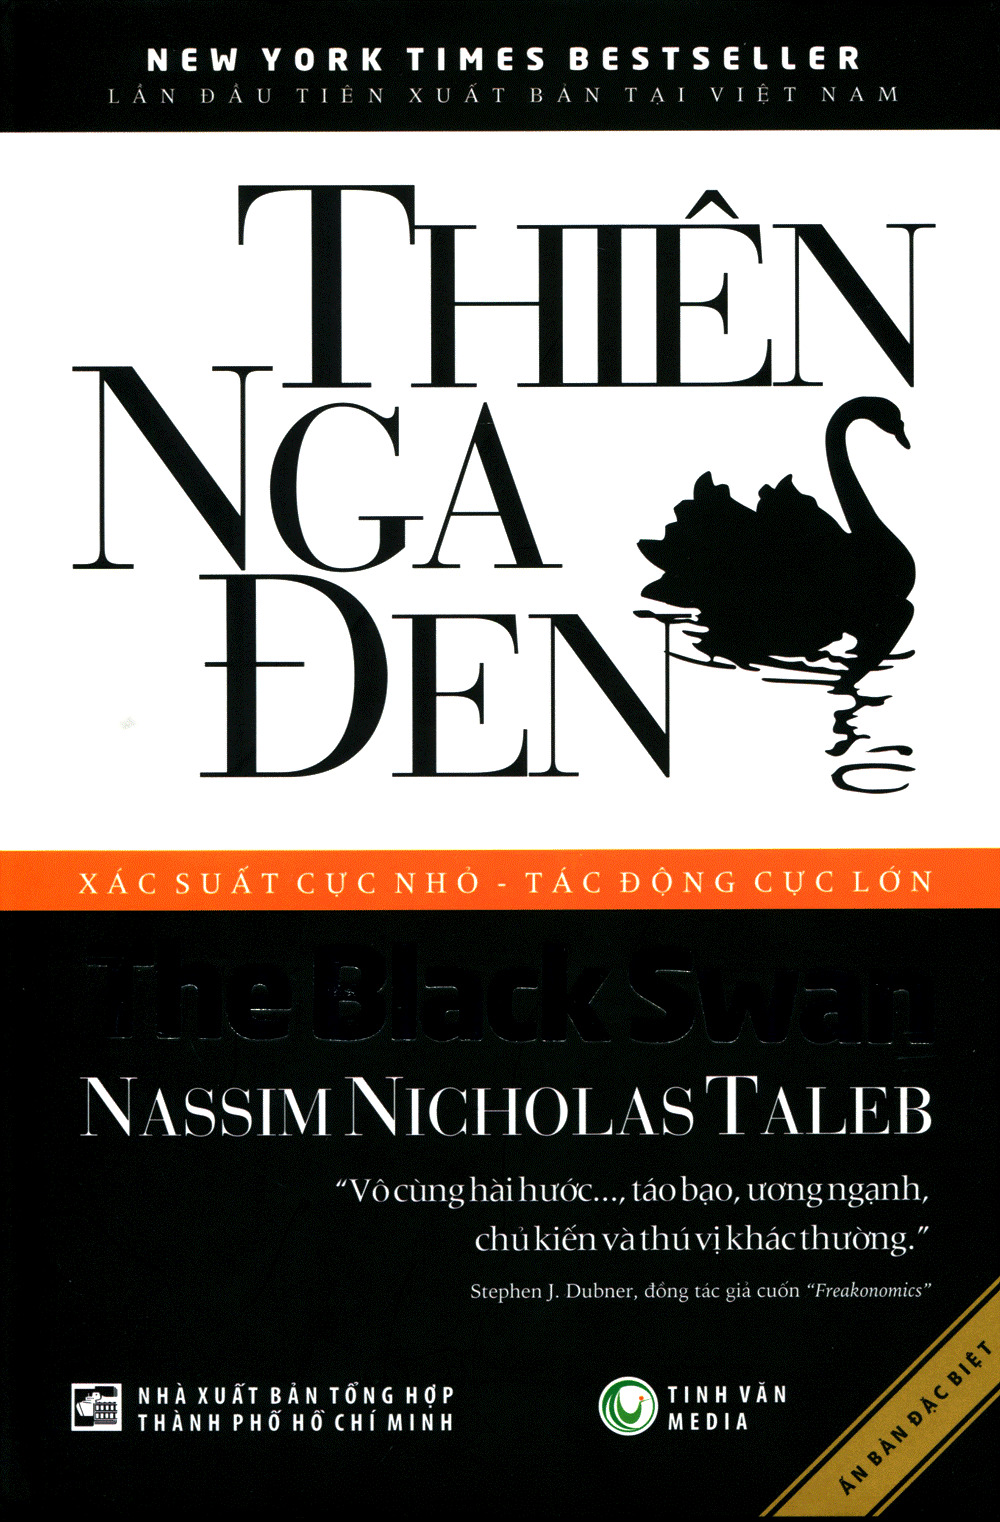 NEW YORK TIMES BESTSELLER
LẦN ĐẦU TIÊN XUẤT BẢN TẠI VIỆT NAM
THIÊN
NGA
ĐEN
XÁC SUẤT CỰC NHỎ - TÁC ĐỘNG CỰC LỚN
The Black Swan
NASSIM NICHOLAS TALEB
“Vô cùng hài hước..., táo bạo, ương ngạnh,
chủ kiến và thú vị khác thường.”
Stephen J. Dubner, đồng tác giả cuốn “Freakonomics”
NHÀ XUẤT BẢN TỔNG HỢP
THÀNH PHỐ HỒ CHÍ MINH
TINH VĂN
MEDIA
ẤN BẢN ĐẶC BIỆT